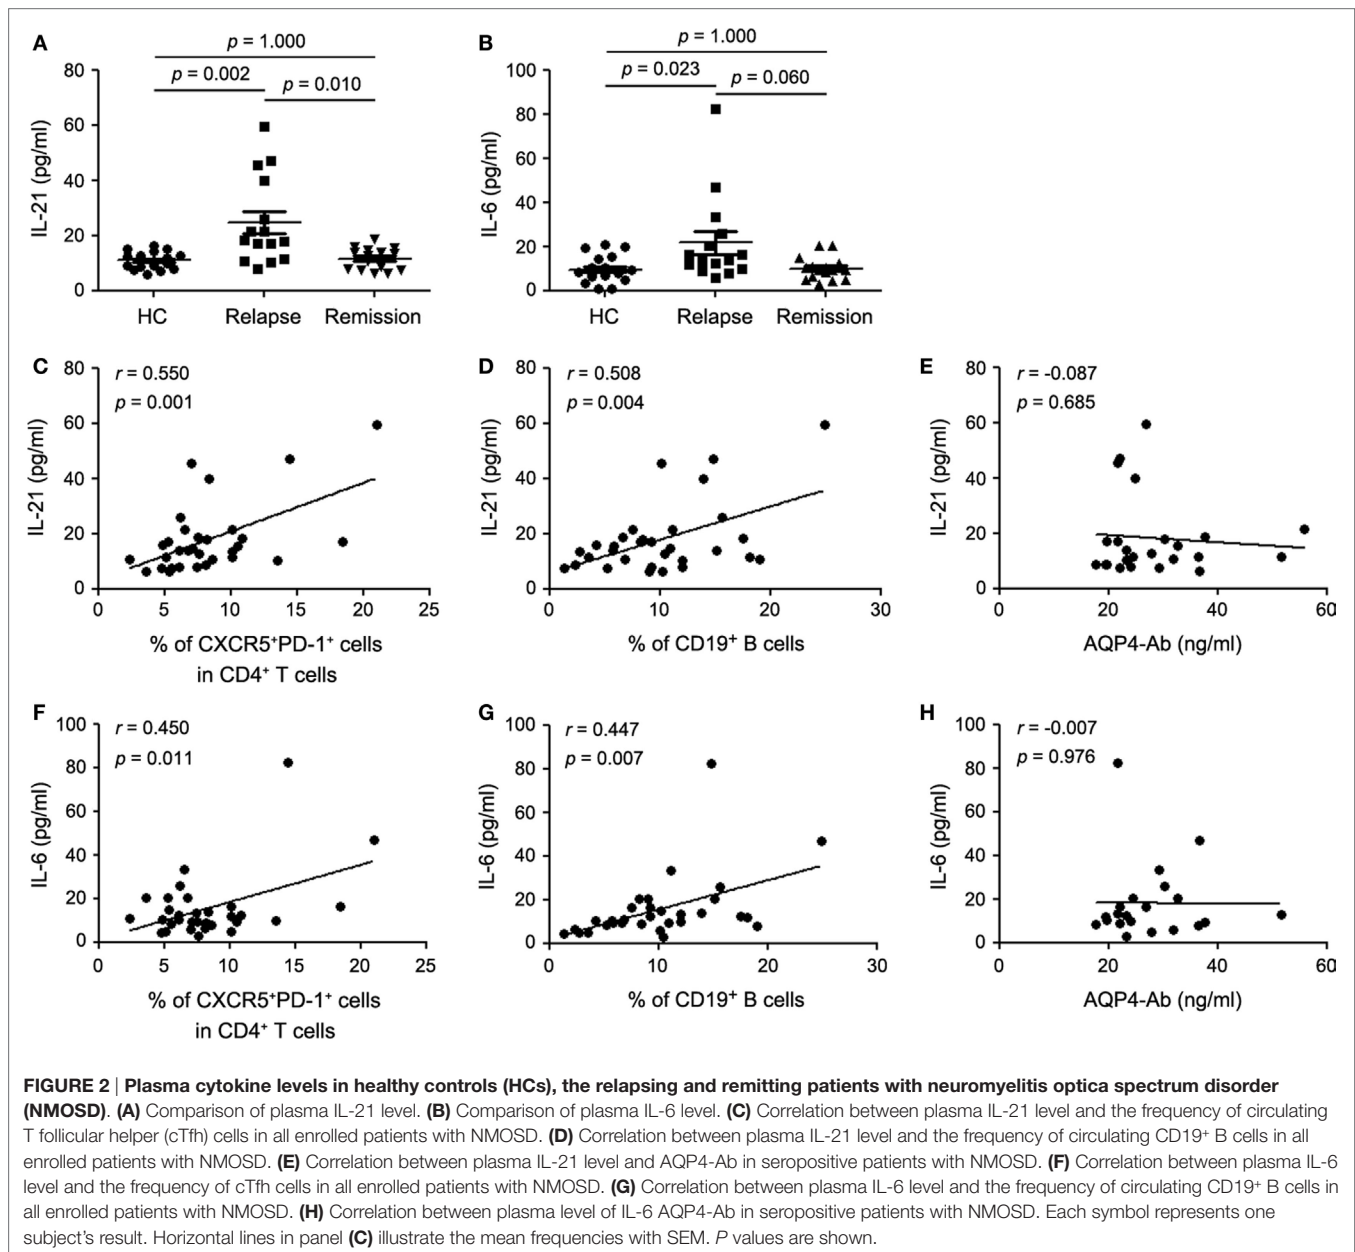 A
p = 1.000
p = 0.002
p = 0.010
80
60
40
20
0
IL-21 (pg/ml)
HC
Relapse
Remission
B
p = 1.000
p = 0.023
p = 0.060
100
80
60
40
20
0
IL-6 (pg/ml)
HC
Relapse
Remission
C
r = 0.550
p = 0.001
80
60
40
20
0
IL-21 (pg/ml)
0 5 10 15 20 25
% of CXCR5⁺PD-1⁺ cells
in CD4⁺ T cells
D
r = 0.508
p = 0.004
80
60
40
20
0
IL-21 (pg/ml)
0 10 20 30
% of CD19⁺ B cells
E
r = -0.087
p = 0.685
80
60
40
20
0
IL-21 (pg/ml)
0 20 40 60
AQP4-Ab (ng/ml)
F
r = 0.450
p = 0.011
100
80
60
40
20
0
IL-6 (pg/ml)
0 5 10 15 20 25
% of CXCR5⁺PD-1⁺ cells
in CD4⁺ T cells
G
r = 0.447
p = 0.007
100
80
60
40
20
0
IL-6 (pg/ml)
0 10 20 30
% of CD19⁺ B cells
H
r = -0.007
p = 0.976
100
80
60
40
20
0
IL-6 (pg/ml)
0 20 40 60
AQP4-Ab (ng/ml)
FIGURE 2 | Plasma cytokine levels in healthy controls (HCs), the relapsing and remitting patients with neuromyelitis optica spectrum disorder
(NMOSD). (A) Comparison of plasma IL-21 level. (B) Comparison of plasma IL-6 level. (C) Correlation between plasma IL-21 level and the frequency of circulating
T follicular helper (cTfh) cells in all enrolled patients with NMOSD. (D) Correlation between plasma IL-21 level and the frequency of circulating CD19⁺ B cells in all
enrolled patients with NMOSD. (E) Correlation between plasma IL-21 level and AQP4-Ab in seropositive patients with NMOSD. (F) Correlation between plasma IL-6
level and the frequency of cTfh cells in all enrolled patients with NMOSD. (G) Correlation between plasma IL-6 level and the frequency of circulating CD19⁺ B cells in
all enrolled patients with NMOSD. (H) Correlation between plasma level of IL-6 AQP4-Ab in seropositive patients with NMOSD. Each symbol represents one
subject's result. Horizontal lines in panel (C) illustrate the mean frequencies with SEM. P values are shown.